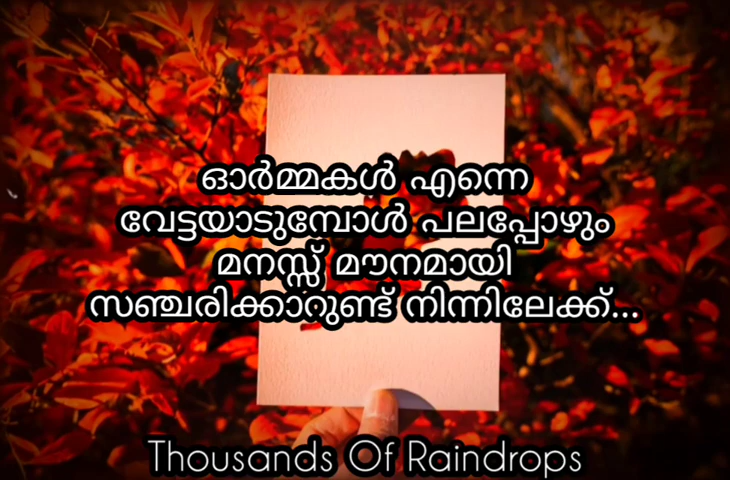 ഓർമ്മകൾ എന്നെ
വേട്ടയാടുമ്പോൾ പലപ്പോഴും
മനസ്സ് മൗനമായി
സഞ്ചരിക്കാറുണ്ട് നിന്നിലേക്ക്...
Thousands Of Raindrops